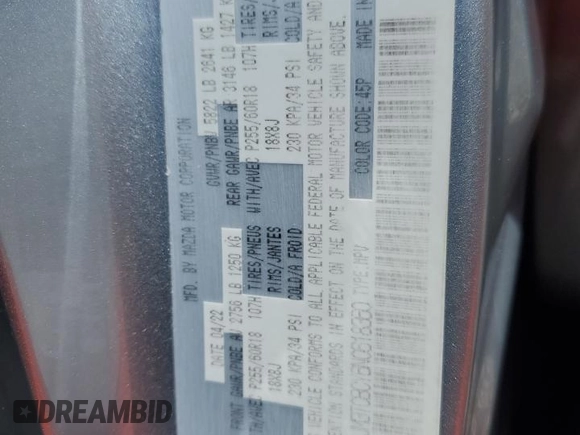 MFD. BY MAZDA MOTOR CORPORATION
DATE 04/22 GVWR/PNBV 5822 LB 2641 KG
FRONT GAWR/PNBE AV 2756 LB 1250 KG REAR GAWR/PNBE AR 3146 LB 1427 KG
TH/AVEC P255/60R18 107H TIRES/PNEUS WITH/AVEC P255/60R18 107H TIRES/
18X8J RIMS/JANTES 18X8J RIMS/
230 KPA/34 PSI COLD/A FROID 230 KPA/34 PSI COLD/A
VEHICLE CONFORMS TO ALL APPLICABLE FEDERAL MOTOR VEHICLE SAFETY AND
STANDARDS IN EFFECT ON THE DATE OF MANUFACTURE SHOWN ABOVE.
TYPE:MPV COLOR CODE:45P MADE IN
DREAMBID